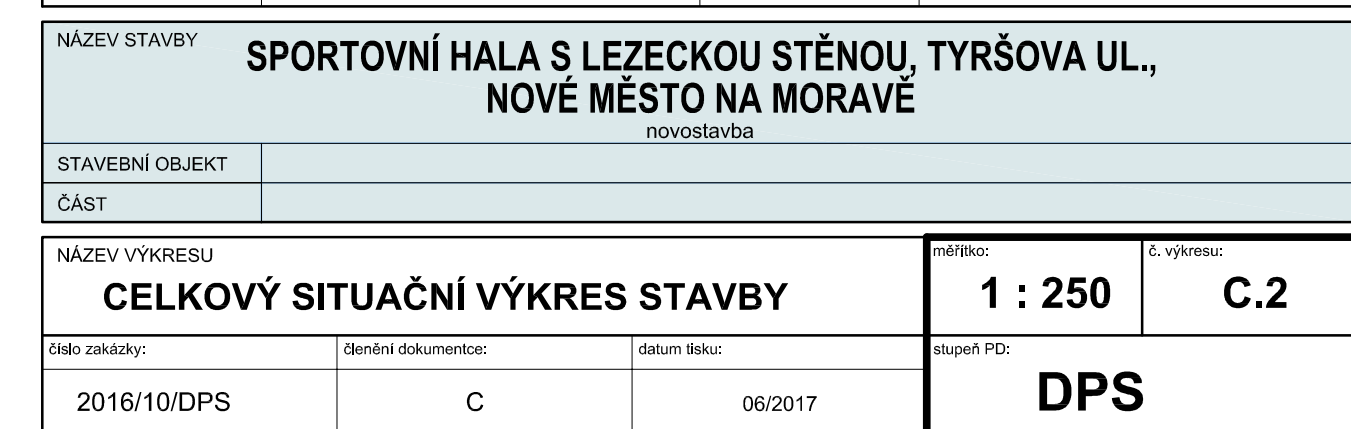 NÁZEV STAVBY
SPORTOVNÍ HALA S LEZECKOU STĚNOU, TYRŠOVA UL.,
NOVÉ MĚSTO NA MORAVĚ
novostavba
STAVEBNÍ OBJEKT
ČÁST
NÁZEV VÝKRESU
CELKOVÝ SITUAČNÍ VÝKRES STAVBY
měřítko:
1 : 250
č. výkresu:
C.2
číslo zakázky:
2016/10/DPS
členění dokumentce:
C
datum tisku:
06/2017
stupeň PD:
DPS